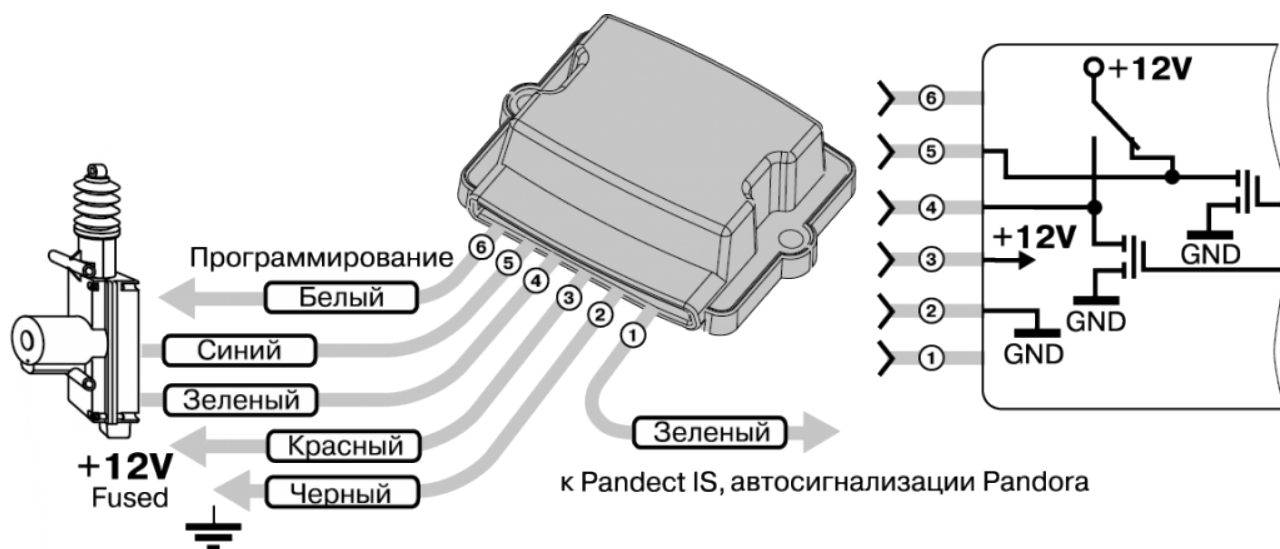 Программирование
Белый
Синий
Зеленый
Красный
+12V
Fused
Черный
6
5
4
3
2
1
Зеленый
к Pandect IS, автосигнализации Pandora
6
5
4
3
2
1
+12V
+12V
GND
GND
GND